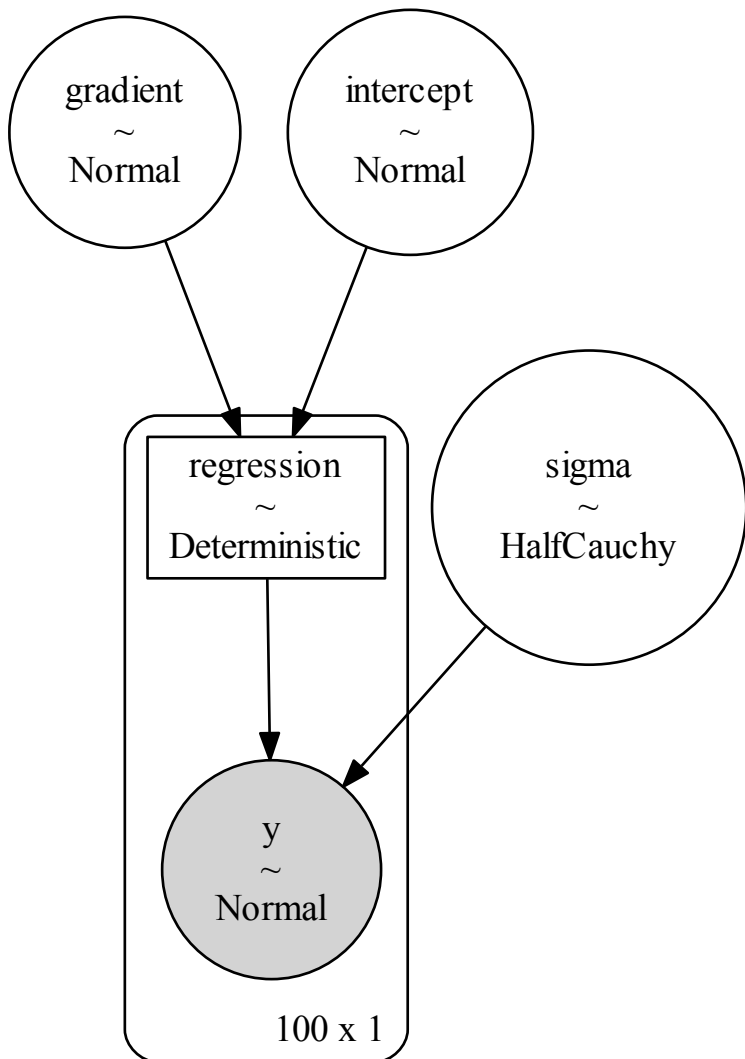 gradient
~
Normal
intercept
~
Normal
regression
~
Deterministic
sigma
~
HalfCauchy
y
~
Normal
100 x 1